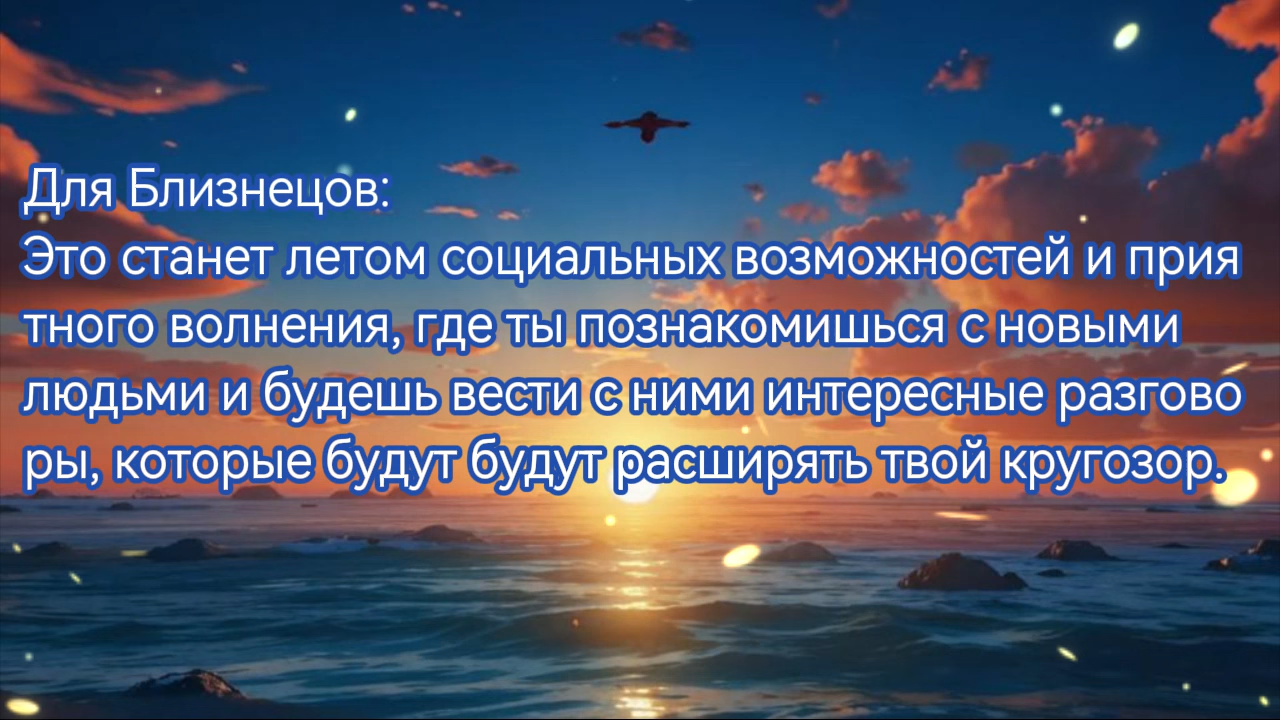 Для Близнецов:
Это станет летом социальных возможностей и прия
тного волнения, где ты познакомишься с новыми
людьми и будешь вести с ними интересные разгово
ры, которые будут будут расширять твой кругозор.